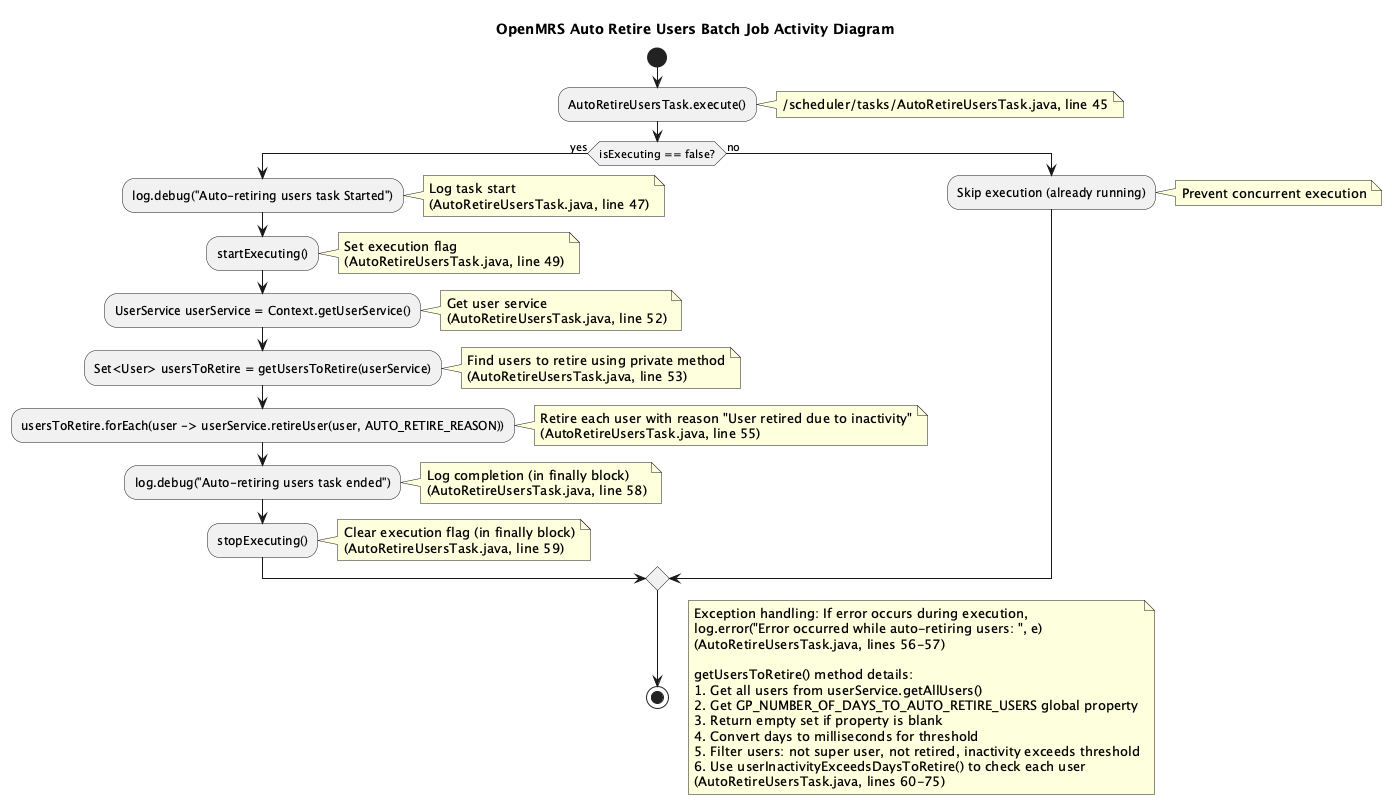 OpenMRS Auto Retire Users Batch Job Activity Diagram
AutoRetireUsersTask.execute()
/scheduler/tasks/AutoRetireUsersTask.java, line 45
yes
isExecuting == false?
no
log.debug("Auto-retiring users task Started")
Log task start
(AutoRetireUsersTask.java, line 47)
Skip execution (already running)
Prevent concurrent execution
startExecuting()
Set execution flag
(AutoRetireUsersTask.java, line 49)
UserService userService = Context.getUserService()
Get user service
(AutoRetireUsersTask.java, line 52)
Set<User> usersToRetire = getUsersToRetire(userService)
Find users to retire using private method
(AutoRetireUsersTask.java, line 53)
usersToRetire.forEach(user -> userService.retireUser(user, AUTO_RETIRE_REASON))
Retire each user with reason "User retired due to inactivity"
(AutoRetireUsersTask.java, line 55)
log.debug("Auto-retiring users task ended")
Log completion (in finally block)
(AutoRetireUsersTask.java, line 58)
stopExecuting()
Clear execution flag (in finally block)
(AutoRetireUsersTask.java, line 59)
Exception handling: If error occurs during execution,
log.error("Error occurred while auto-retiring users: ", e)
(AutoRetireUsersTask.java, lines 56-57)
getUsersToRetire() method details:
1. Get all users from userService.getAllUsers()
2. Get GP_NUMBER_OF_DAYS_TO_AUTO_RETIRE_USERS global property
3. Return empty set if property is blank
4. Convert days to milliseconds for threshold
5. Filter users: not super user, not retired, inactivity exceeds threshold
6. Use userInactivityExceedsDaysToRetire() to check each user
(AutoRetireUsersTask.java, lines 60-75)